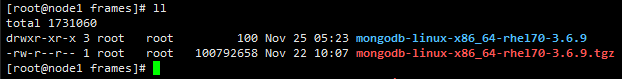 [root@node1 frames]# ll
total 1731060
drwxr-xr-x 3 root   root         100 Nov 25 05:23 mongodb-linux-x86_64-rhel70-3.6.9
-rw-r--r-- 1 root   root   100792658 Nov 22 10:07 mongodb-linux-x86_64-rhel70-3.6.9.tgz
[root@node1 frames]#